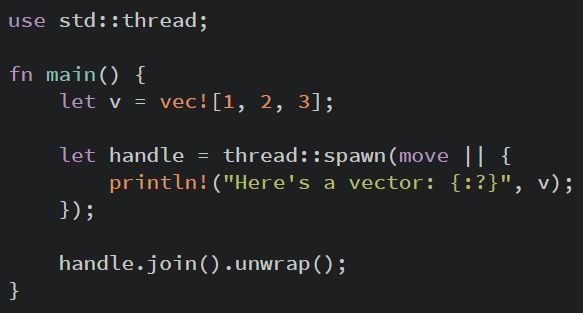 use std::thread;

fn main() {
    let v = vec![1, 2, 3];

    let handle = thread::spawn(move || {
        println!("Here's a vector: {:?}", v);
    });

    handle.join().unwrap();
}